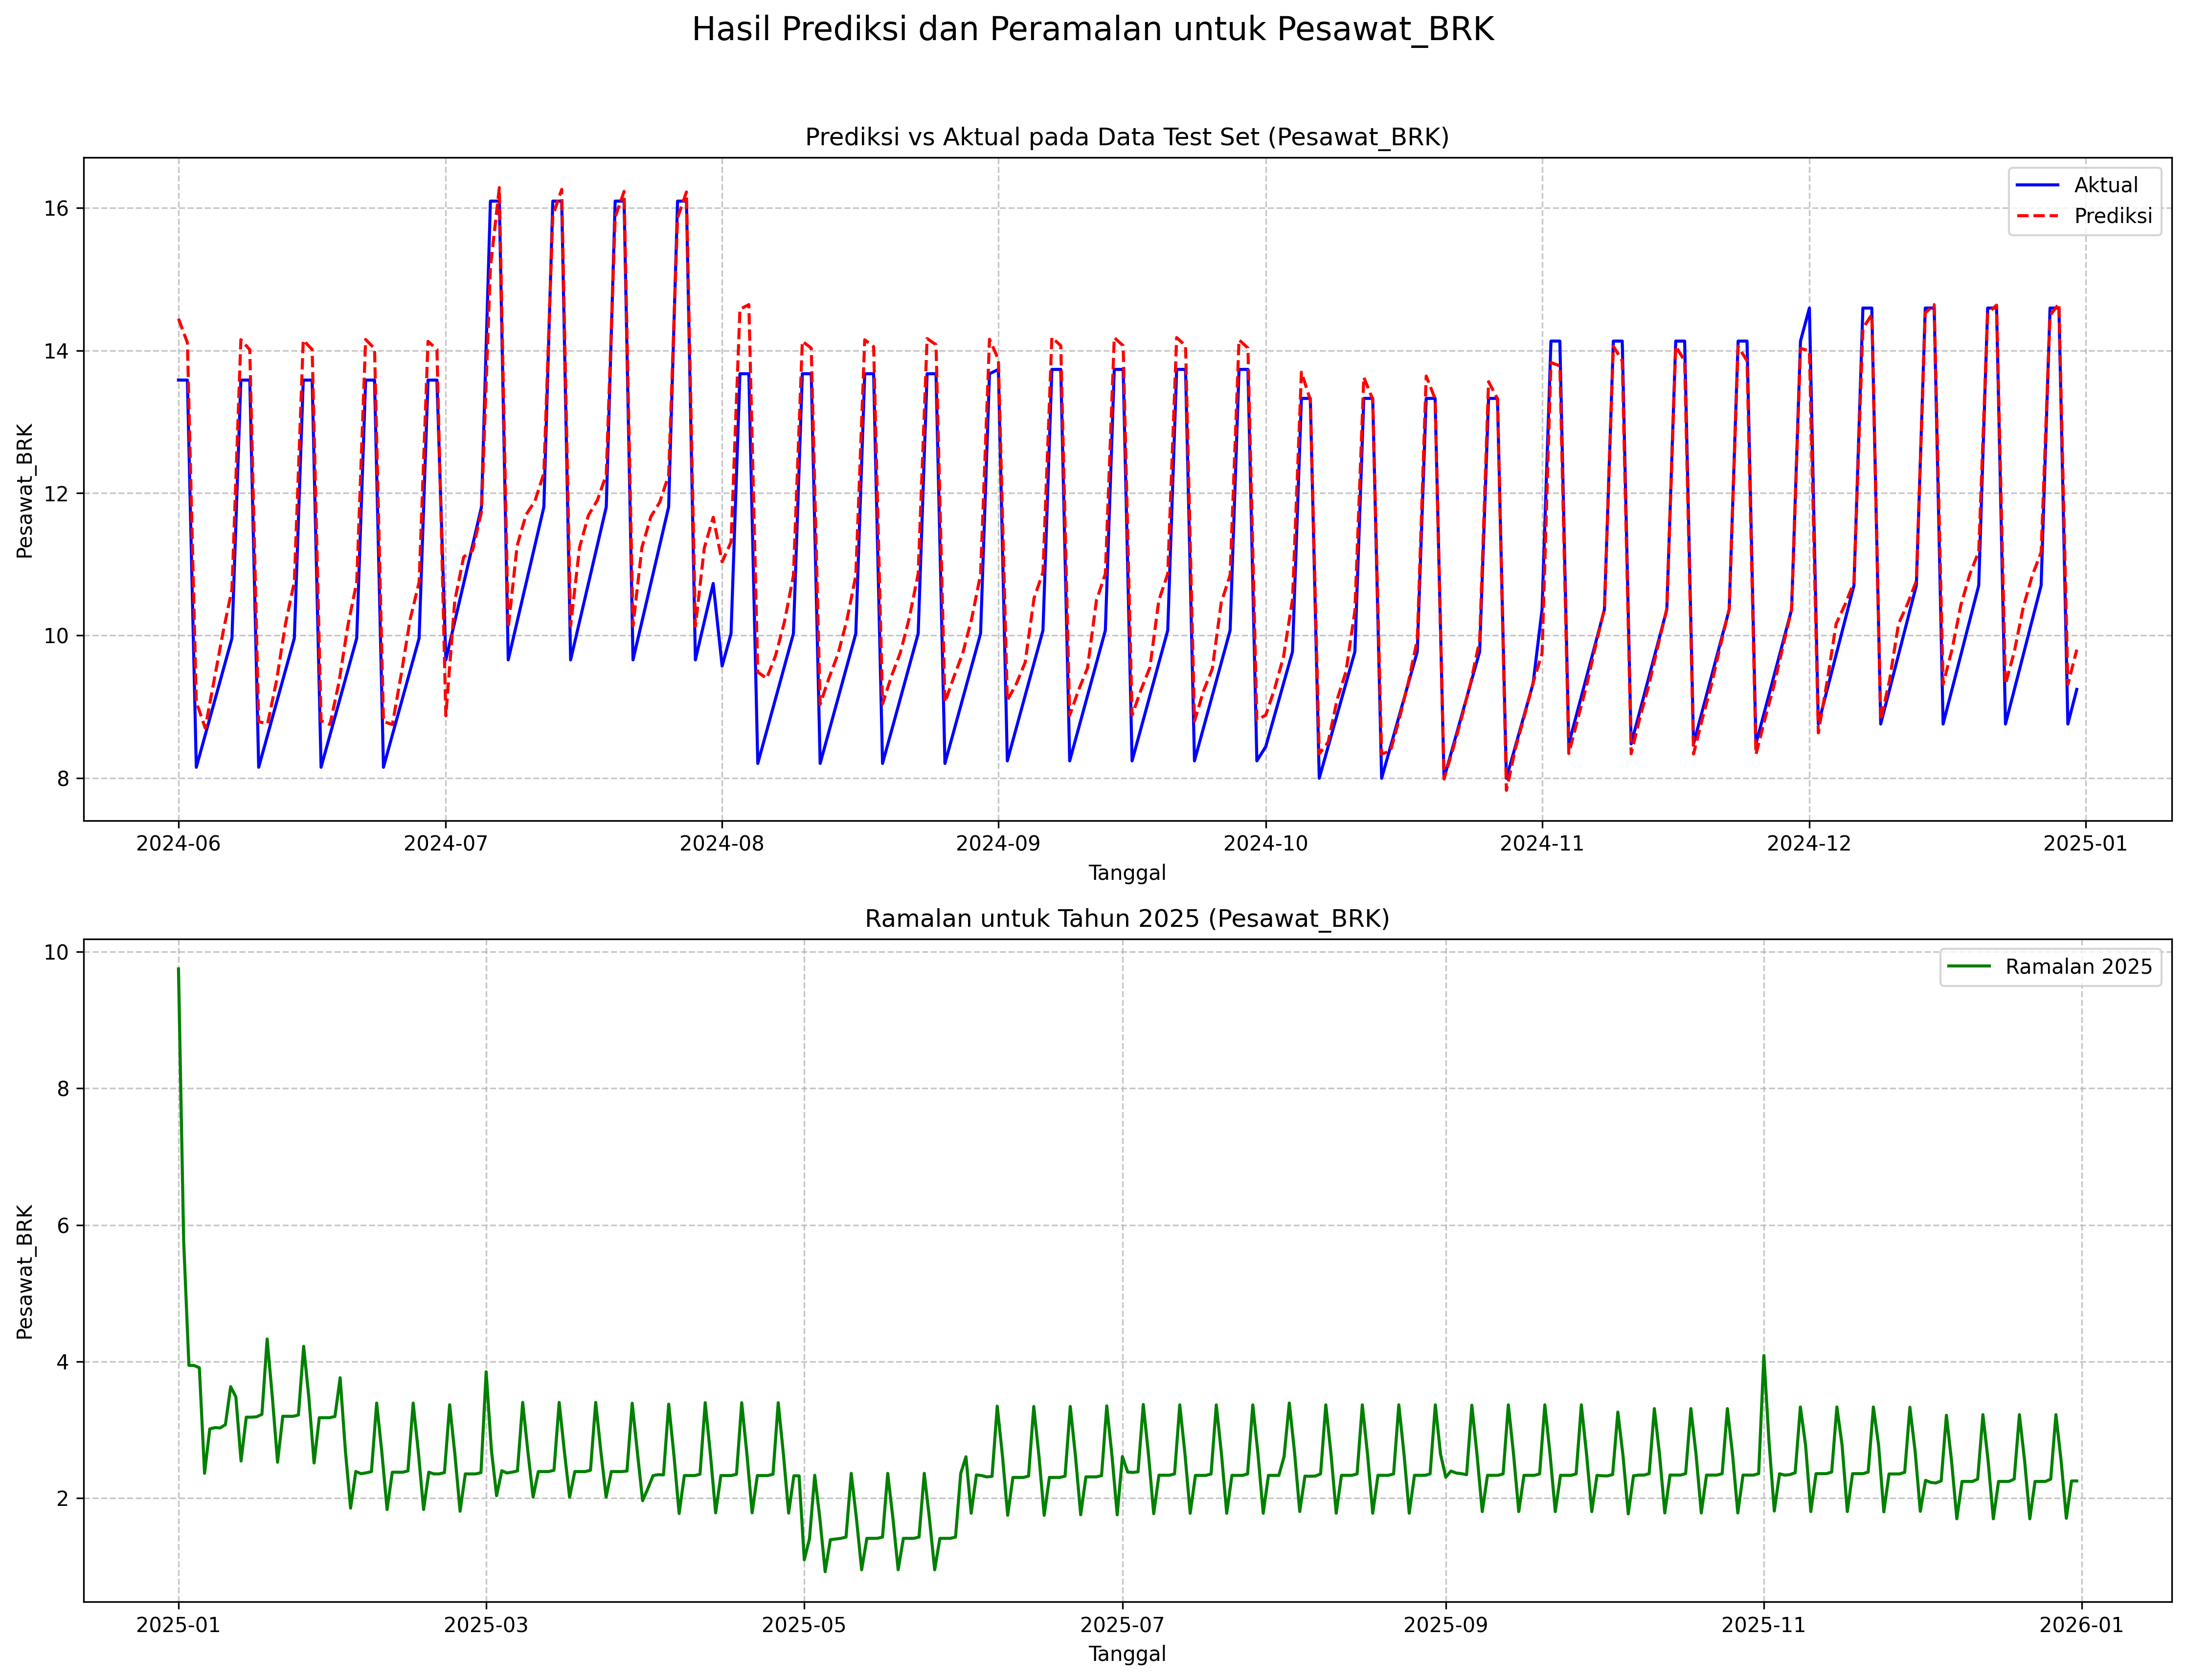 Hasil Prediksi dan Peramalan untuk Pesawat_BRK
Prediksi vs Aktual pada Data Test Set (Pesawat_BRK)
Aktual
Prediksi
Pesawat_BRK
16
14
12
10
8
2024-06 2024-07 2024-08 2024-09 2024-10 2024-11 2024-12 2025-01
Tanggal
Ramalan untuk Tahun 2025 (Pesawat_BRK)
Ramalan 2025
Pesawat_BRK
10
8
6
4
2
2025-01 2025-03 2025-05 2025-07 2025-09 2025-11 2026-01
Tanggal